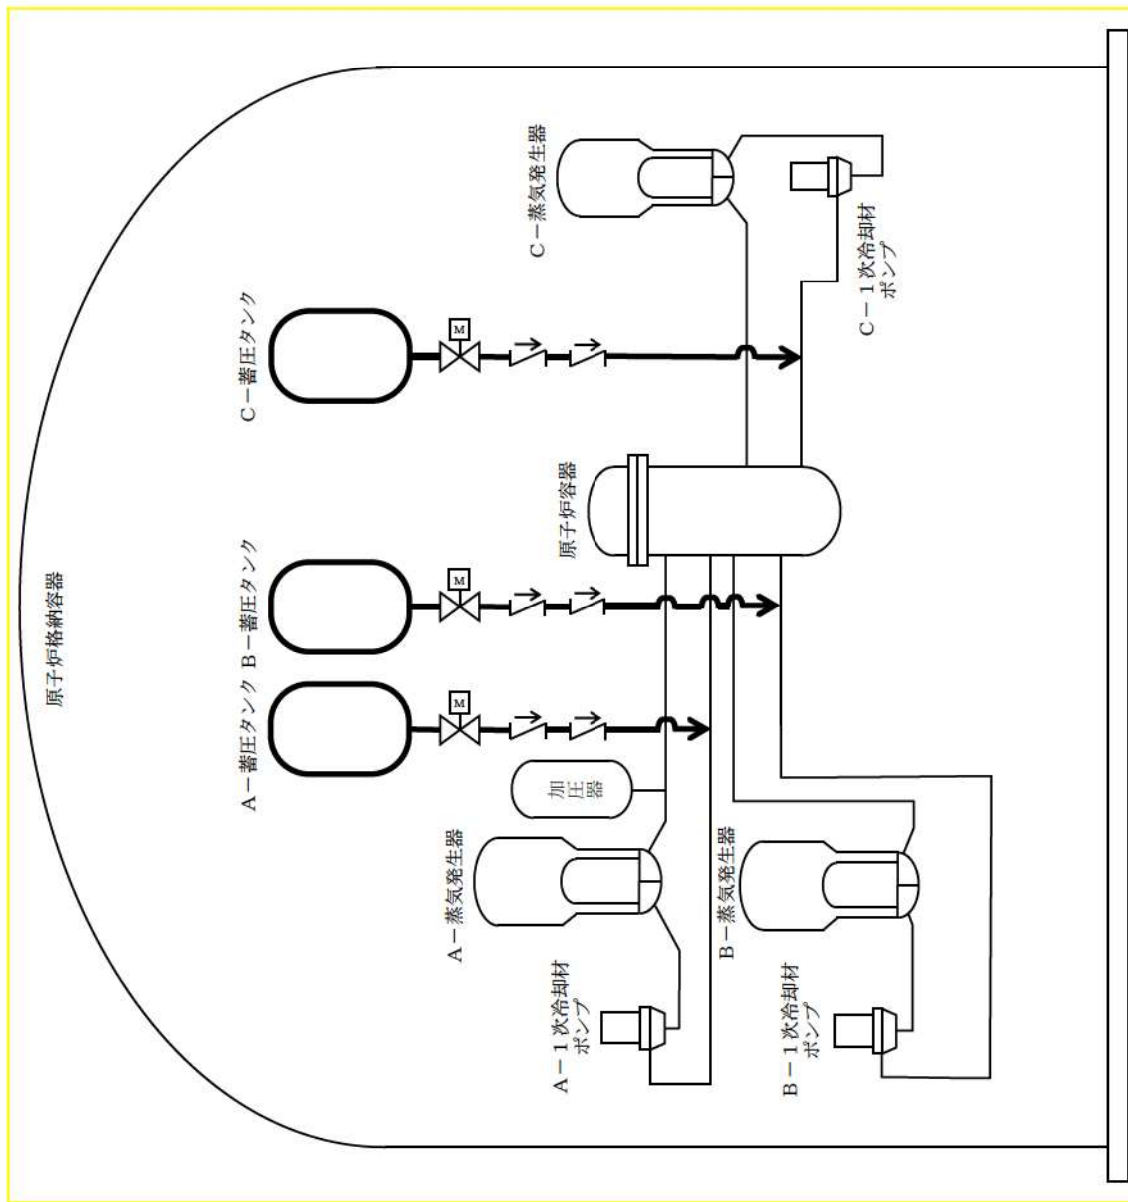 原子炉格納容器
A－蓄圧タンク
B－蓄圧タンク
C－蓄圧タンク
M
M
M
加圧器
原子炉容器
A－蒸気発生器
B－蒸気発生器
C－蒸気発生器
A－1次冷却材
ポンプ
B－1次冷却材
ポンプ
C－1次冷却材
ポンプ